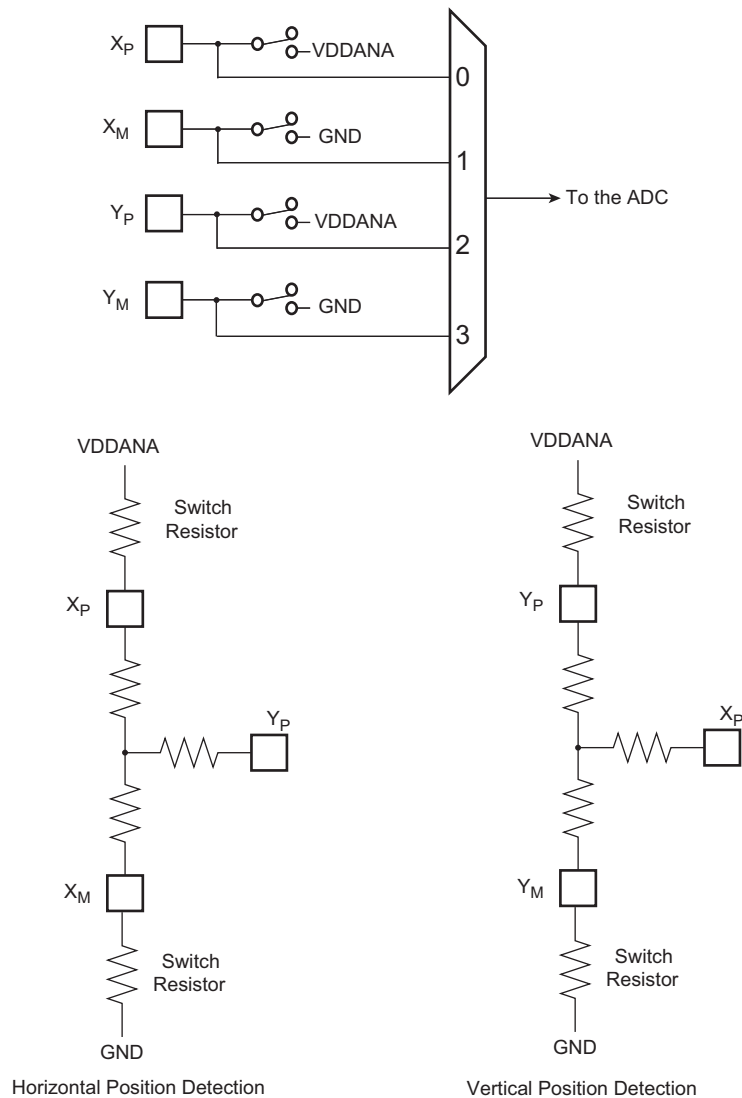 XP
VDDANA
0
XM
GND
1
YP
VDDANA
To the ADC
2
YM
GND
3
VDDANA
Switch
Resistor
XP
YP
XM
Switch
Resistor
GND
Horizontal Position Detection
VDDANA
Switch
Resistor
YP
XP
YM
Switch
Resistor
GND
Vertical Position Detection